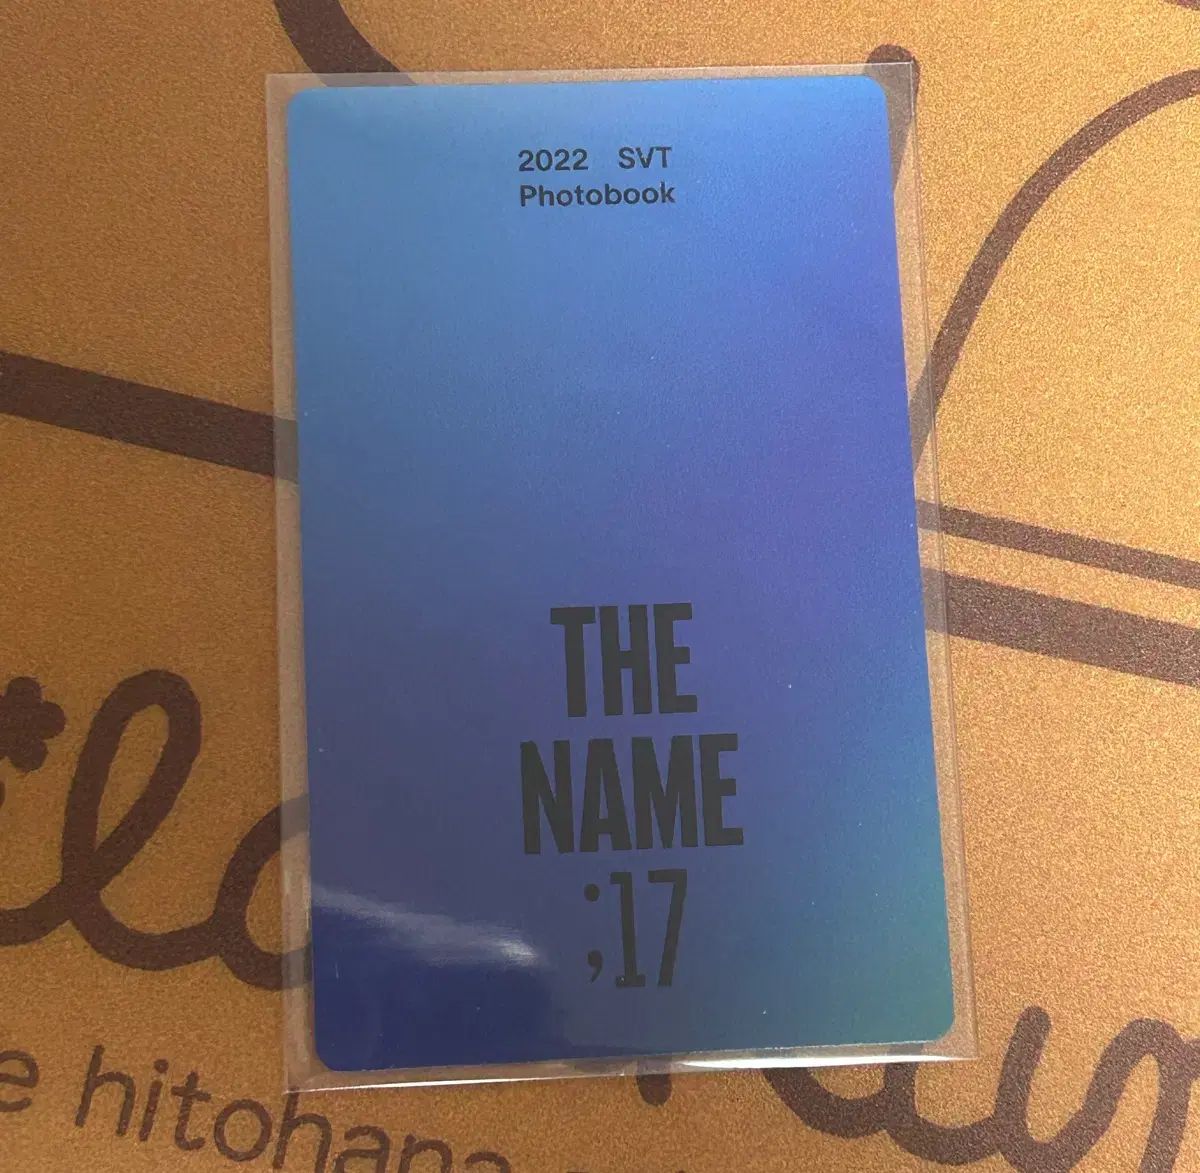 2022 SVT
Photobook
THE
NAME
;17
hitohana